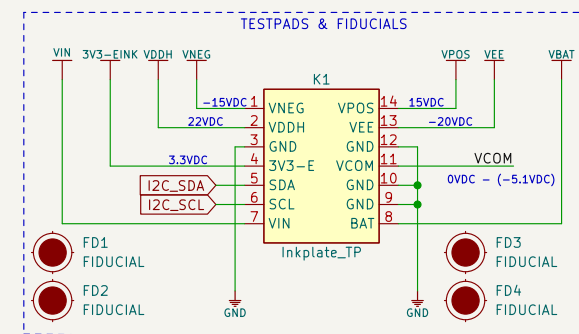 TESTPADS & FIDUCIALS
VIN 3V3-EINK VDDH VNEG VPOS VEE VBAT
K1
-15VDC 1 VNEG VPOS 14 15VDC
22VDC 2 VDDH VEE 13 -20VDC
3 GND GND 12
3.3VDC 4 3V3-E VCOM 11 VCOM
I2C_SDA 5 SDA GND 10 0VDC - (-5.1VDC)
I2C_SCL 6 SCL GND 9
7 VIN BAT 8
Inkplate_TP
FD1 FD3
FIDUCIAL FIDUCIAL
FD2 FD4
FIDUCIAL FIDUCIAL
GND GND